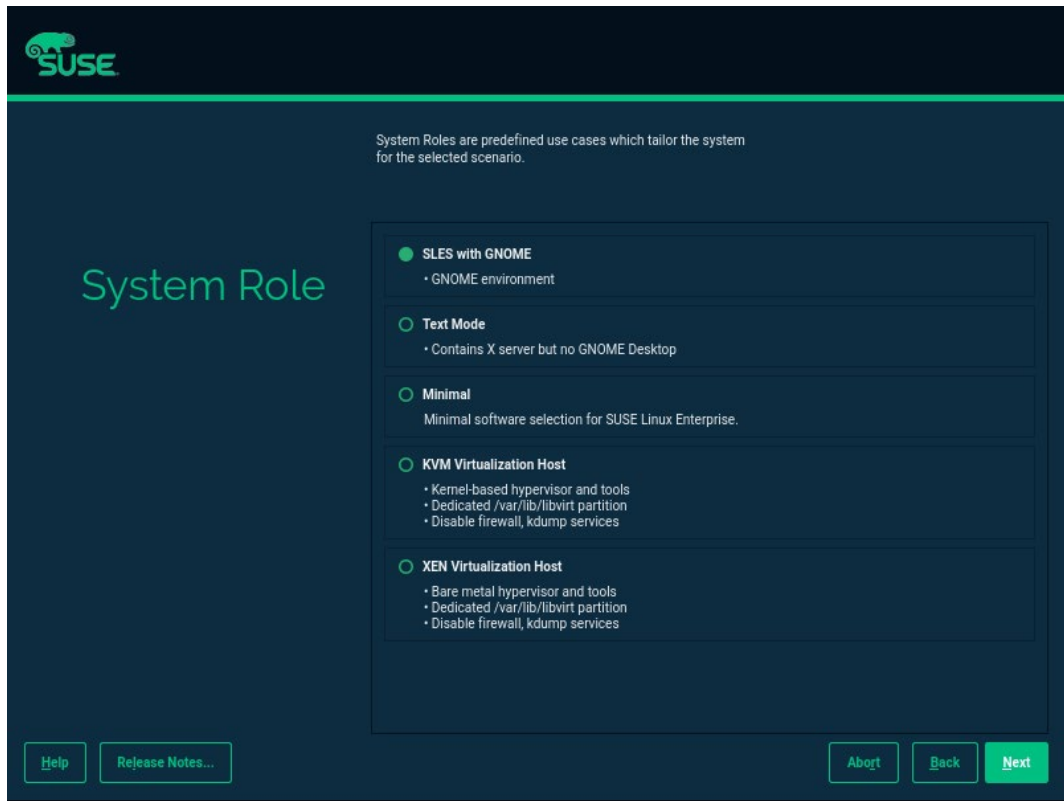 SUSE
System Roles are predefined use cases which tailor the system
for the selected scenario.
System Role
SLES with GNOME
• GNOME environment
Text Mode
• Contains X server but no GNOME Desktop
Minimal
Minimal software selection for SUSE Linux Enterprise.
KVM Virtualization Host
• Kernel-based hypervisor and tools
• Dedicated /var/lib/libvirt partition
• Disable firewall, kdump services
XEN Virtualization Host
• Bare metal hypervisor and tools
• Dedicated /var/lib/libvirt partition
• Disable firewall, kdump services
Help
Release Notes...
Abort
Back
Next